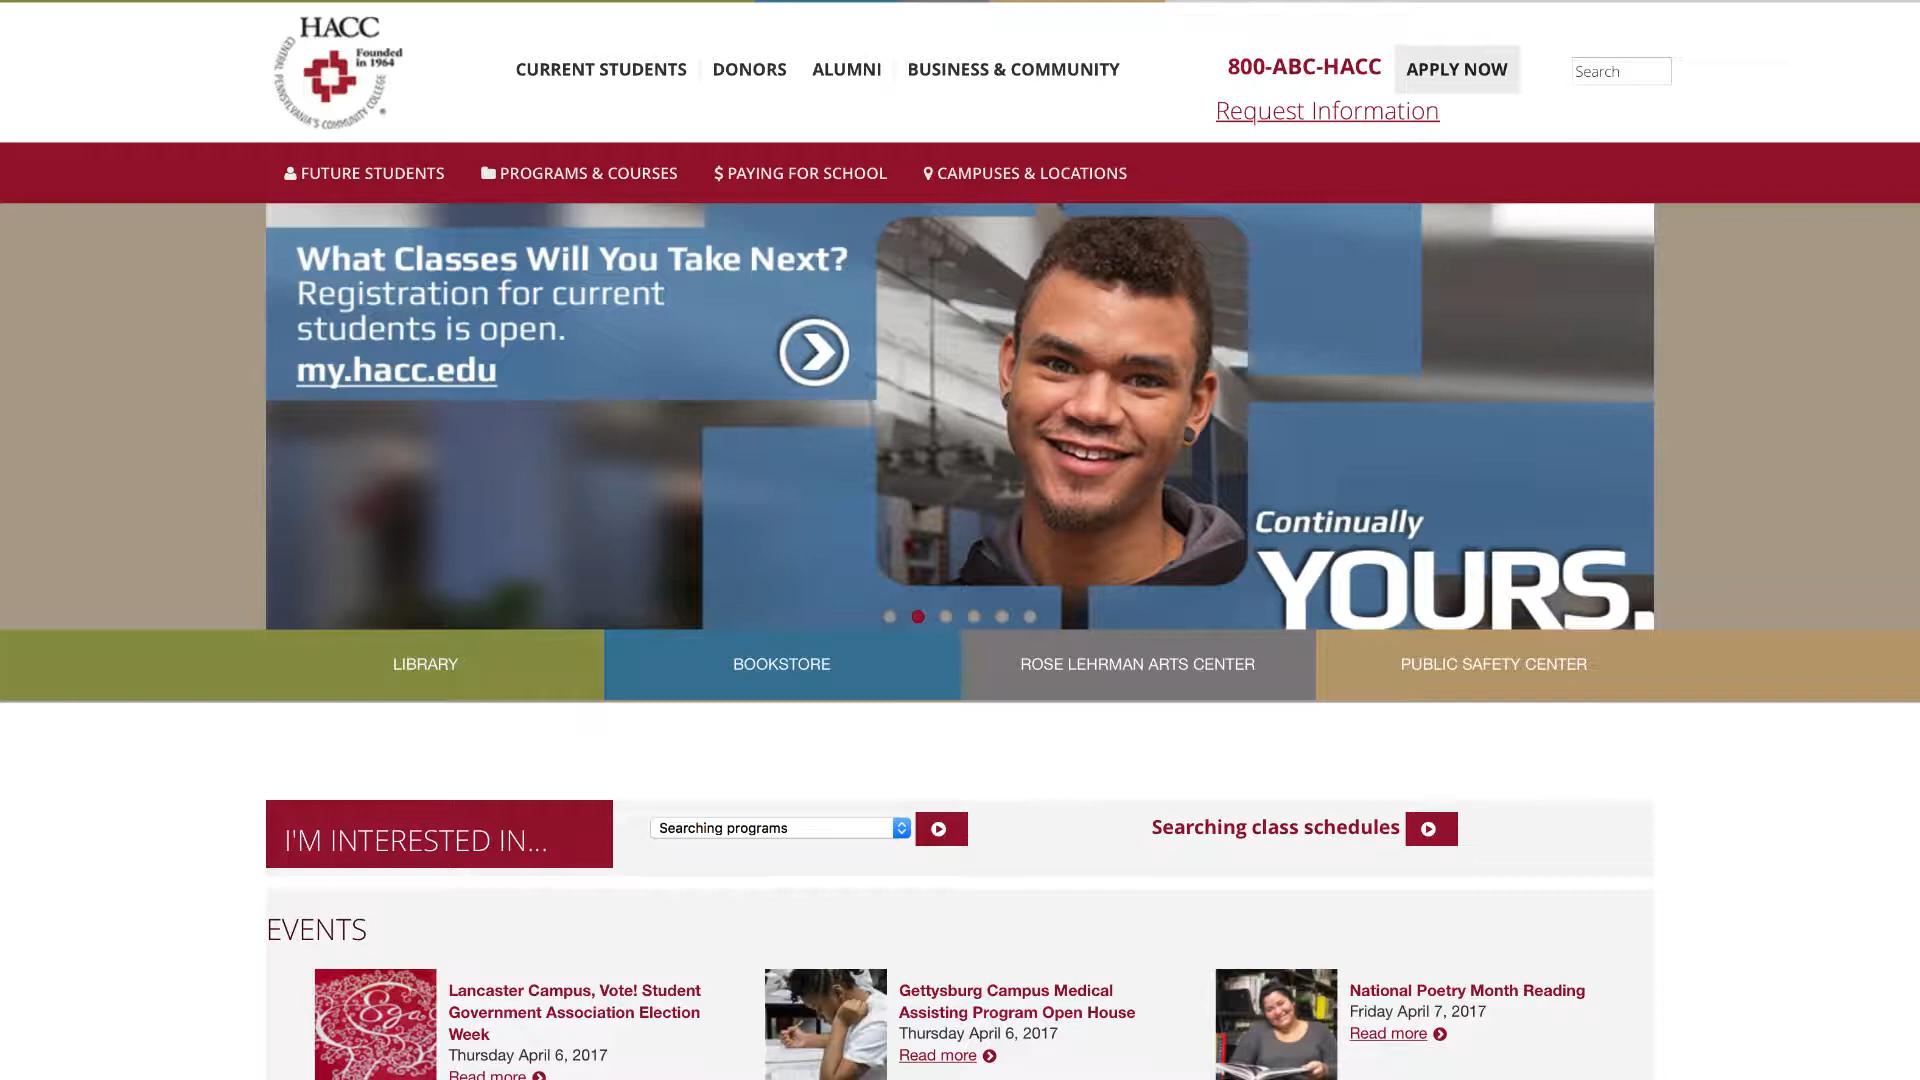 HACC
Founded
in 1964
CENTRAL PENNSYLVANIA'S COMMUNITY COLLEGE
CURRENT STUDENTS
DONORS
ALUMNI
BUSINESS & COMMUNITY
800-ABC-HACC
APPLY NOW
Search
Request Information
FUTURE STUDENTS
PROGRAMS & COURSES
$ PAYING FOR SCHOOL
CAMPUSES & LOCATIONS
What Classes Will You Take Next?
Registration for current
students is open.
my.hacc.edu
Continually
YOURS.
LIBRARY
BOOKSTORE
ROSE LEHRMAN ARTS CENTER
PUBLIC SAFETY CENTER
I'M INTERESTED IN...
Searching programs
Searching class schedules
EVENTS
Lancaster Campus, Vote! Student
Government Association Election
Week
Thursday April 6, 2017
Read more
Gettysburg Campus Medical
Assisting Program Open House
Thursday April 6, 2017
Read more
National Poetry Month Reading
Friday April 7, 2017
Read more